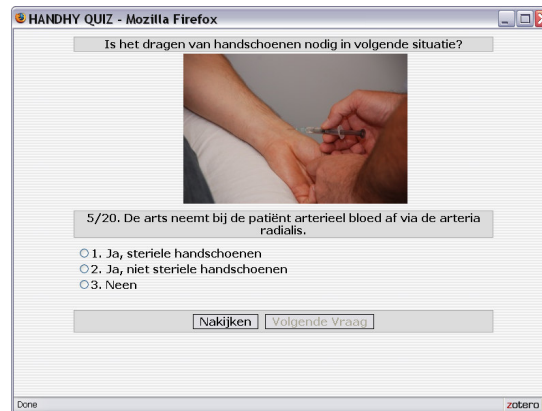 HANDHY QUIZ - Mozilla Firefox
Is het dragen van handschoenen nodig in volgende situatie?
5/20. De arts neemt bij de patiënt arterieel bloed af via de arteria
radialis.
1. Ja, steriele handschoenen
2. Ja, niet steriele handschoenen
3. Neen
Nakijken Volgende Vraag
Done zotero